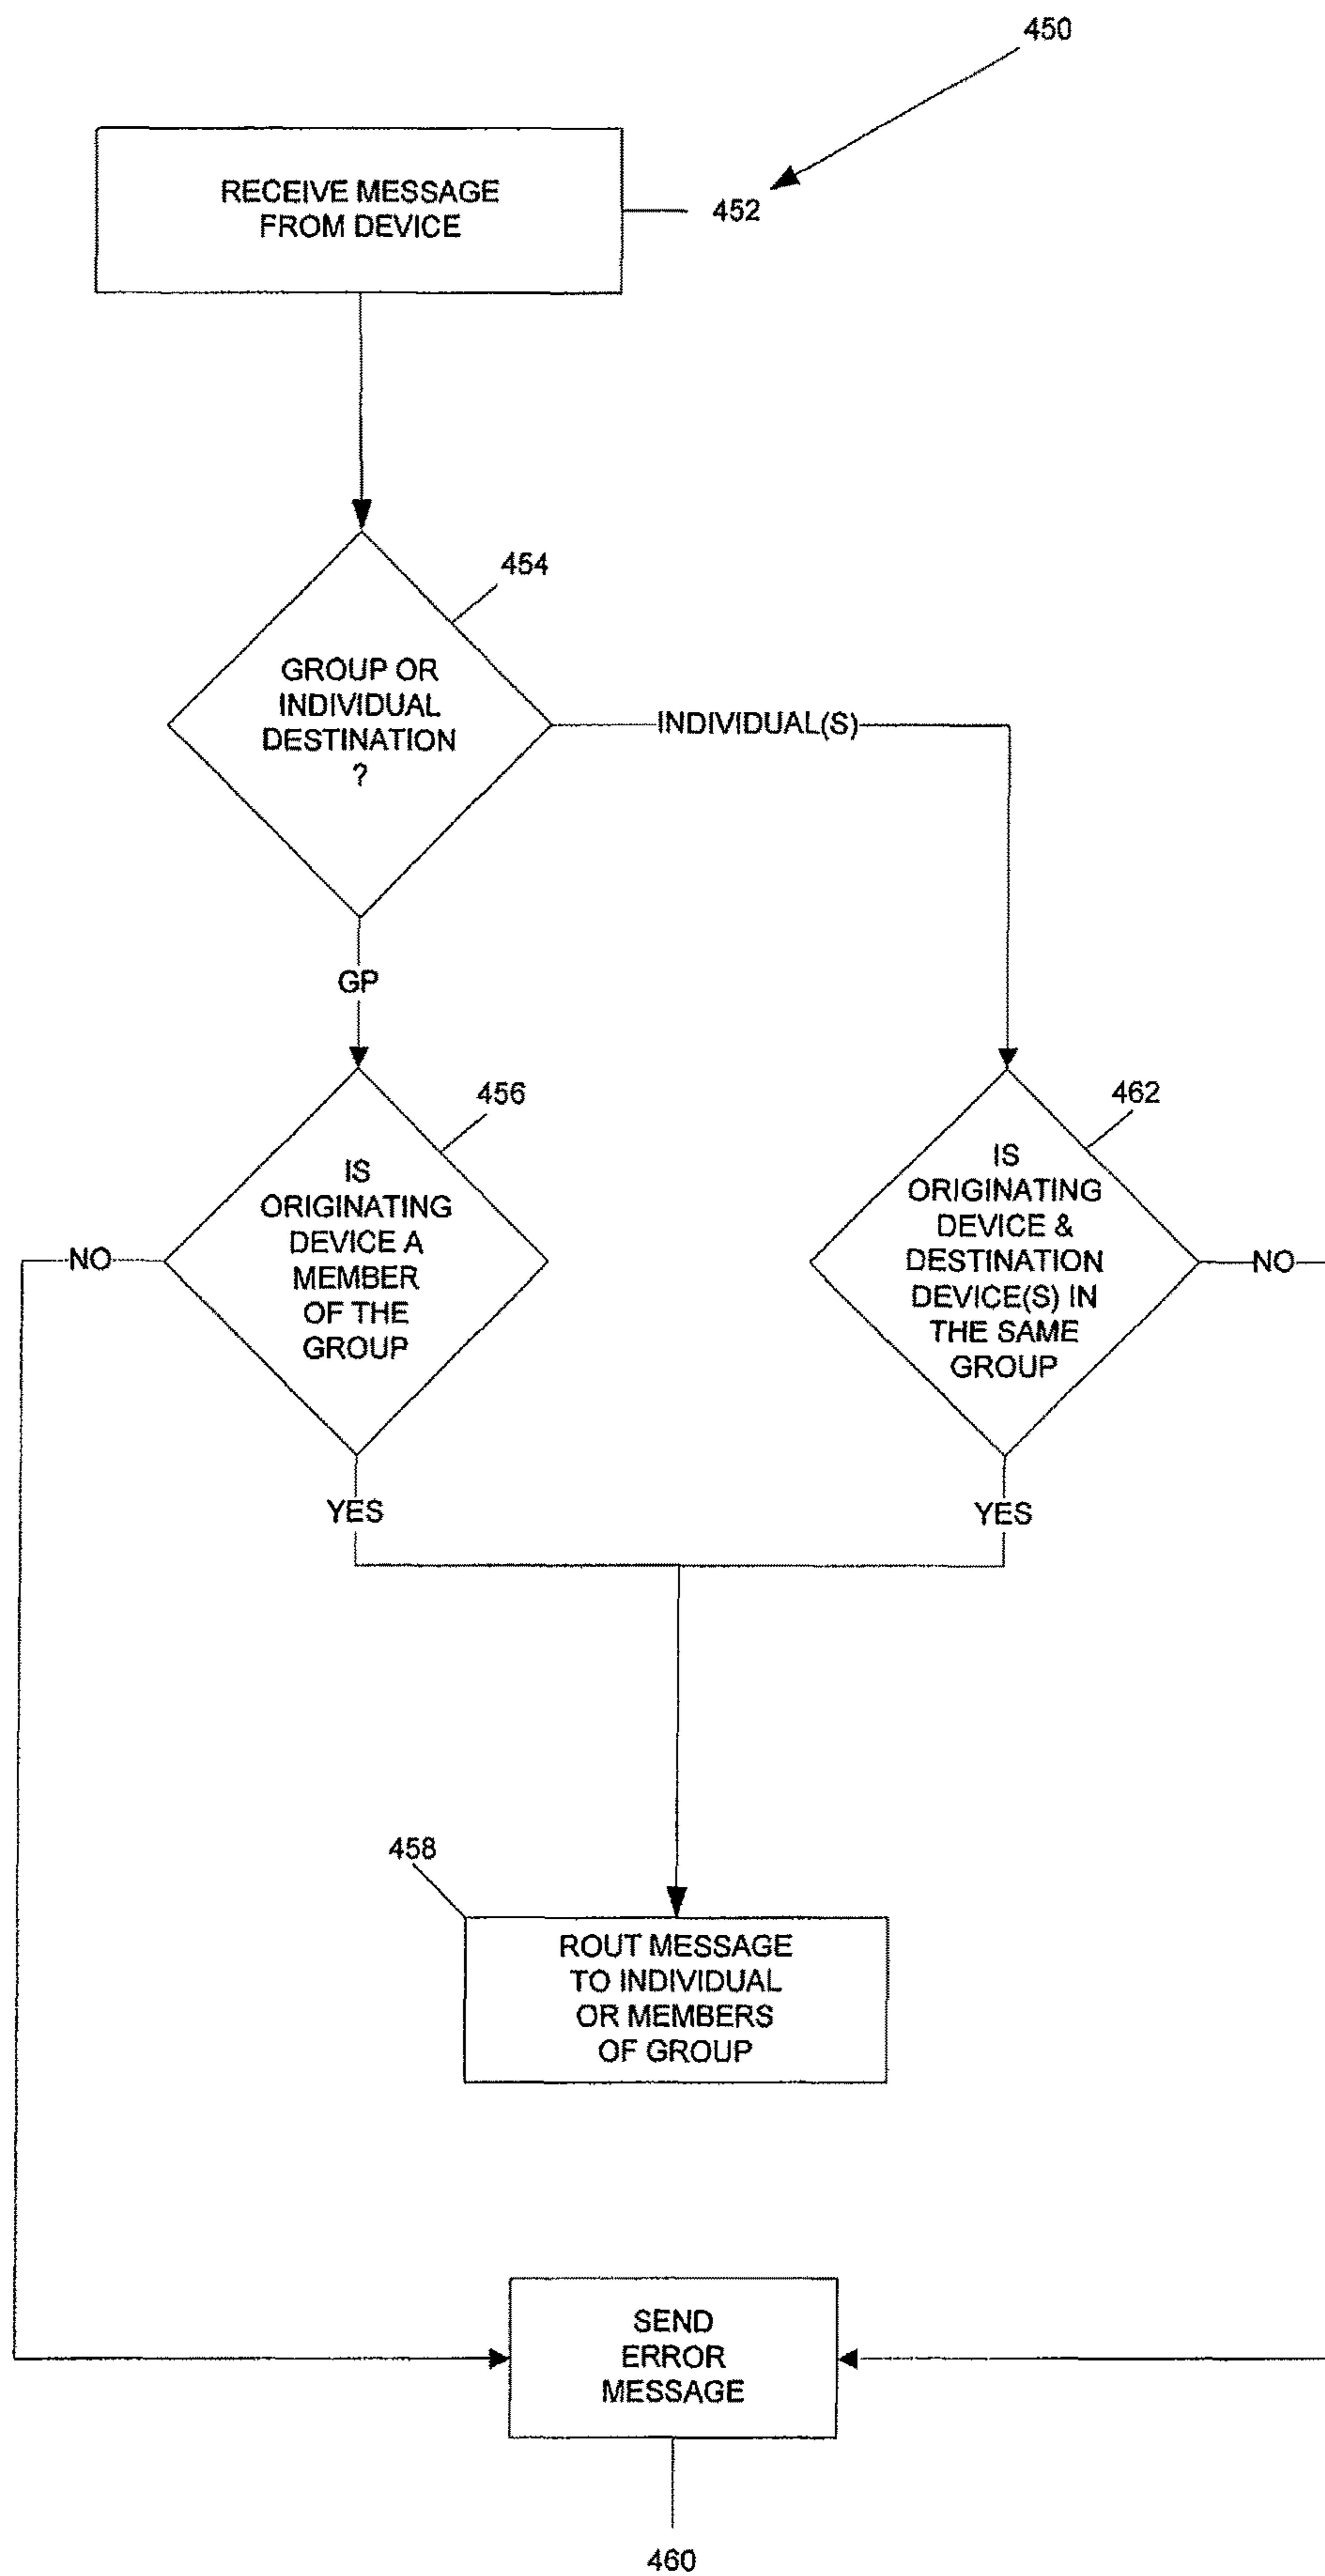 450
RECEIVE MESSAGE
FROM DEVICE
452
454
GROUP OR
INDIVIDUAL
DESTINATION
?
INDIVIDUAL(S)
GP
456
IS
ORIGINATING
DEVICE A
MEMBER
OF THE
GROUP
NO
462
IS
ORIGINATING
DEVICE &
DESTINATION
DEVICE(S) IN
THE SAME
GROUP
NO
YES
YES
458
ROUT MESSAGE
TO INDIVIDUAL
OR MEMBERS
OF GROUP
SEND
ERROR
MESSAGE
460